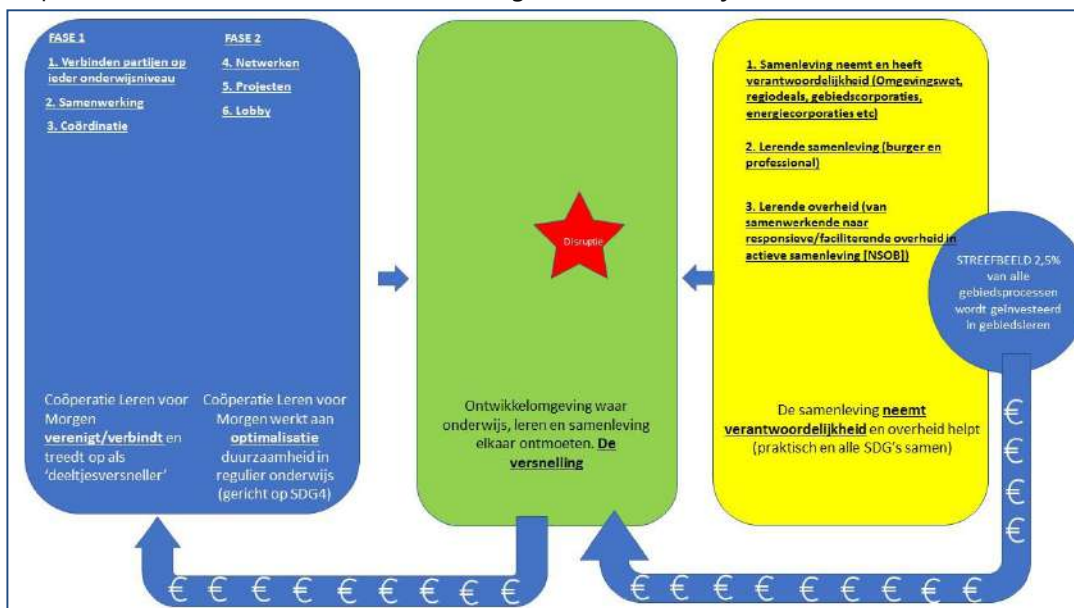 FASE 1
1. Verbinden partijen op
ieder onderwijsniveau
2. Samenwerking
3. Coördinatie
FASE 2
4. Netwerken
5. Projecten
6. Lobby
Coöperatie Leren voor
Morgen
verenigt/verbindt en
treedt op als
‘deeltjesversneller’
Coöperatie Leren voor
Morgen werkt aan
optimalisatie
duurzaamheid in
regulier onderwijs
(gericht op SDG4)
Disruptie
Ontwikkelomgeving waar
onderwijs, leren en samenleving
elkaar ontmoeten. De
versnelling
1. Samenleving neemt en heeft
verantwoordelijkheid (Omgevingswet,
regiodeals, gebiedscorporaties,
energiecorporaties etc)
2. Lerende samenleving (burger en
professional)
3. Lerende overheid (van
samenwerkende naar
responsieve/faciliterende overheid in
actieve samenleving [NSOB])
De samenleving neemt
verantwoordelijkheid en overheid helpt
(praktisch en alle SDG’s samen)
STREEFBEELD 2,5%
van alle
gebiedsprocessen
wordt geïnvesteerd
in gebiedsleren
€
€
€
€
€
€ € € € € € € € €
€ € € € € € € € € €